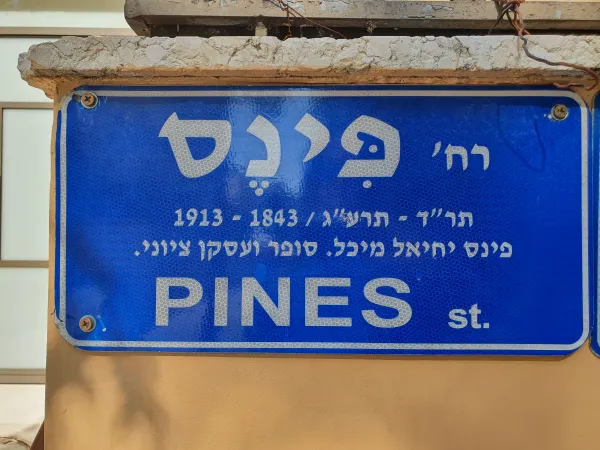 רח' פִּינֶס
תר"ד - תרע"ג / 1843 - 1913
פינס יחיאל מיכל. סופר ועסקן ציוני.
PINES st.